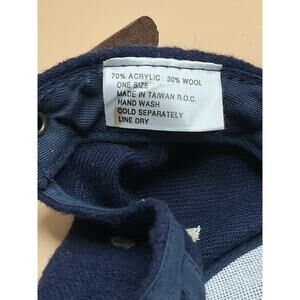 70% ACRYLIC 30% WOOL
ONE SIZE
MADE IN TAIWAN R.O.C.
HAND WASH
COLD SEPARATELY
LINE DRY